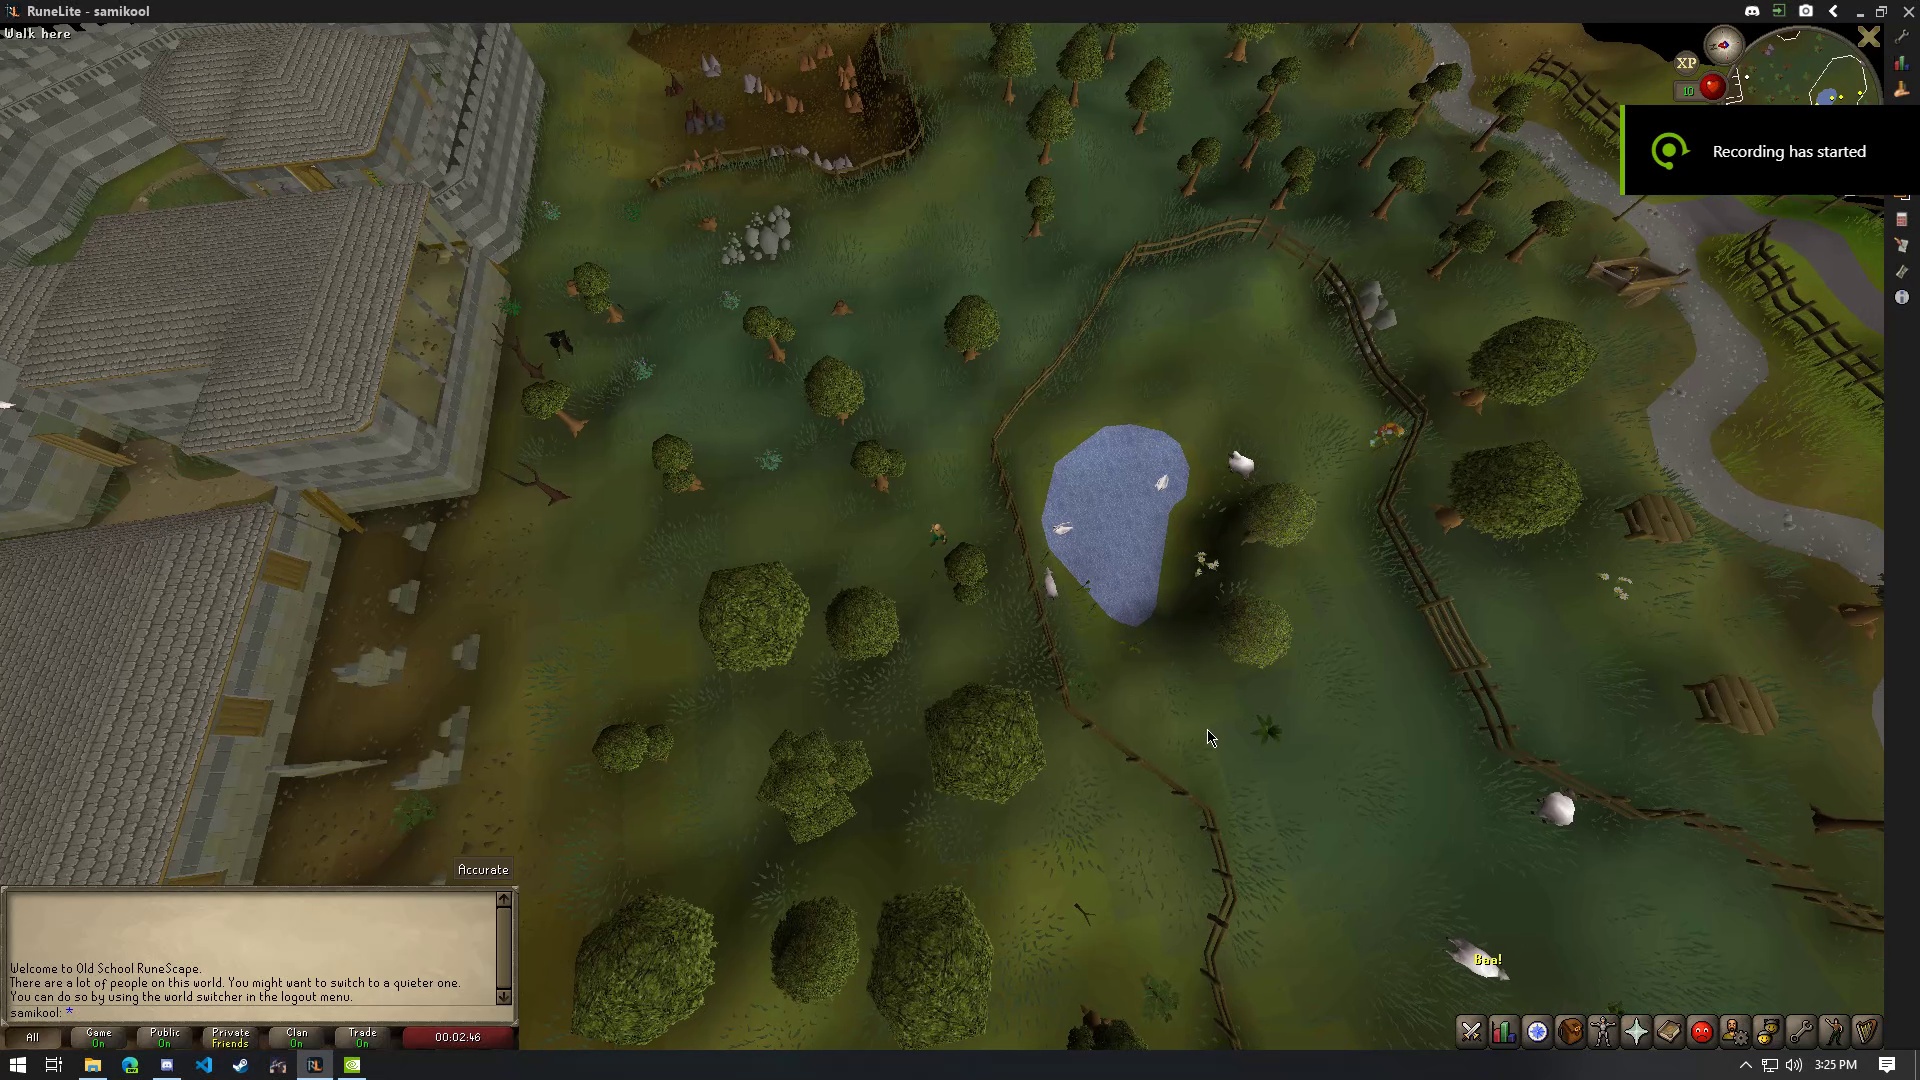 RuneLite - samikool
Walk here
XP
10
Recording has started
Baa!
Accurate
Welcome to Old School RuneScape.
There are a lot of people on this world. You might want to switch to a quieter one.
You can do so by using the world switcher in the logout menu.
samikool: *
All
Game
On
Public
On
Private
Friends
Clan
On
Trade
On
00:02:46
3:25 PM